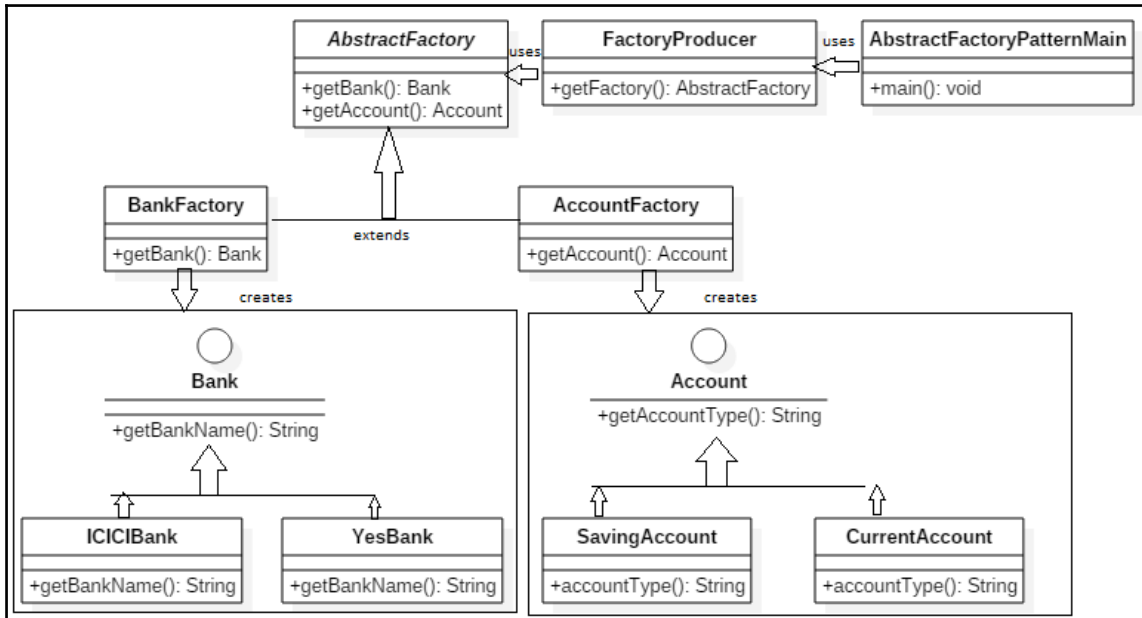 AbstractFactory
+getBank(): Bank
+getAccount(): Account
uses
FactoryProducer
+getFactory(): AbstractFactory
uses
AbstractFactoryPatternMain
+main(): void
BankFactory
+getBank(): Bank
extends
AccountFactory
+getAccount(): Account
creates
creates
Bank
+getBankName(): String
ICICIBank
+getBankName(): String
YesBank
+getBankName(): String
Account
+getAccountType(): String
SavingAccount
+accountType(): String
CurrentAccount
+accountType(): String